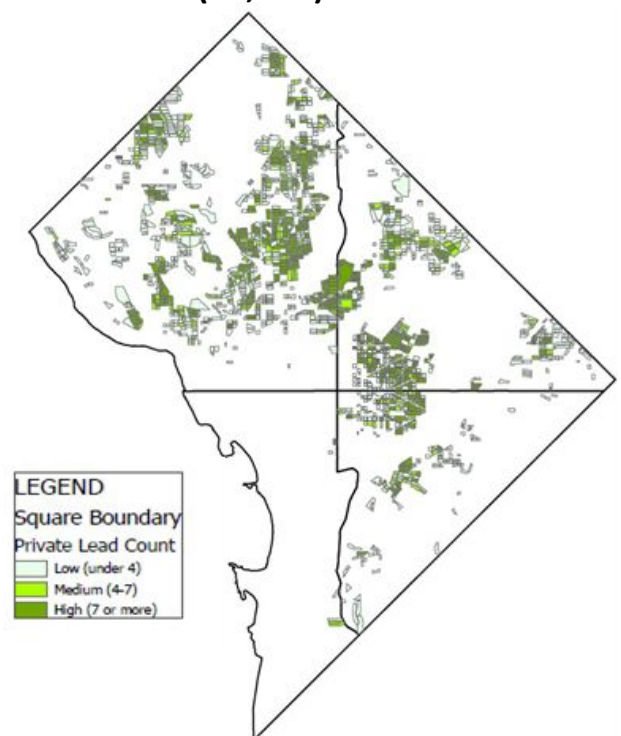 LEGEND
Square Boundary
Private Lead Count
Low (under 4)
Medium (4-7)
High (7 or more)